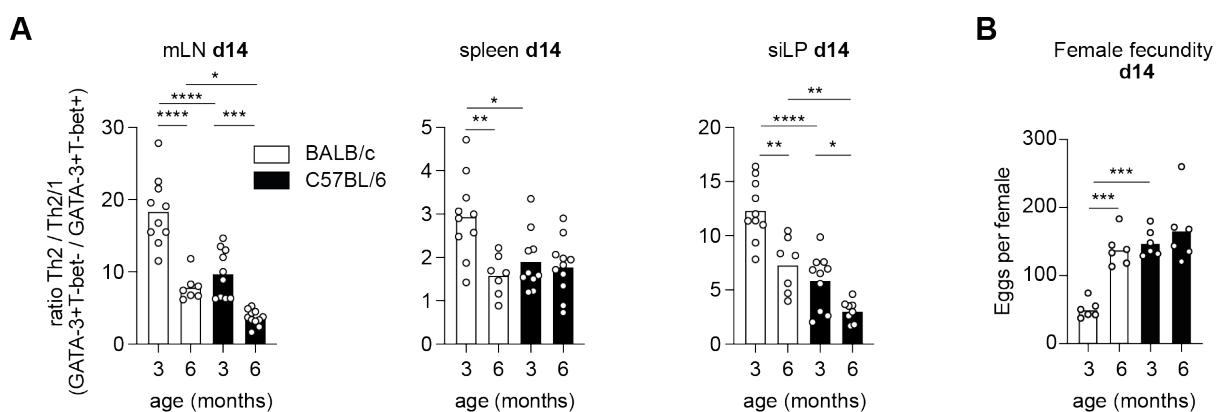 A
mLN d14
spleen d14
siLP d14
B
Female fecundity
d14
ratio Th2 / Th2/1
(GATA-3+T-bet- / GATA-3+T-bet+)
*
****
**** ***
30
20
10
0
3 6 3 6
age (months)
BALB/c
C57BL/6
*
**
5
4
3
2
1
0
3 6 3 6
age (months)
**
****
** *
20
15
10
5
0
3 6 3 6
age (months)
Eggs per female
***
***
300
200
100
0
3 6 3 6
age (months)